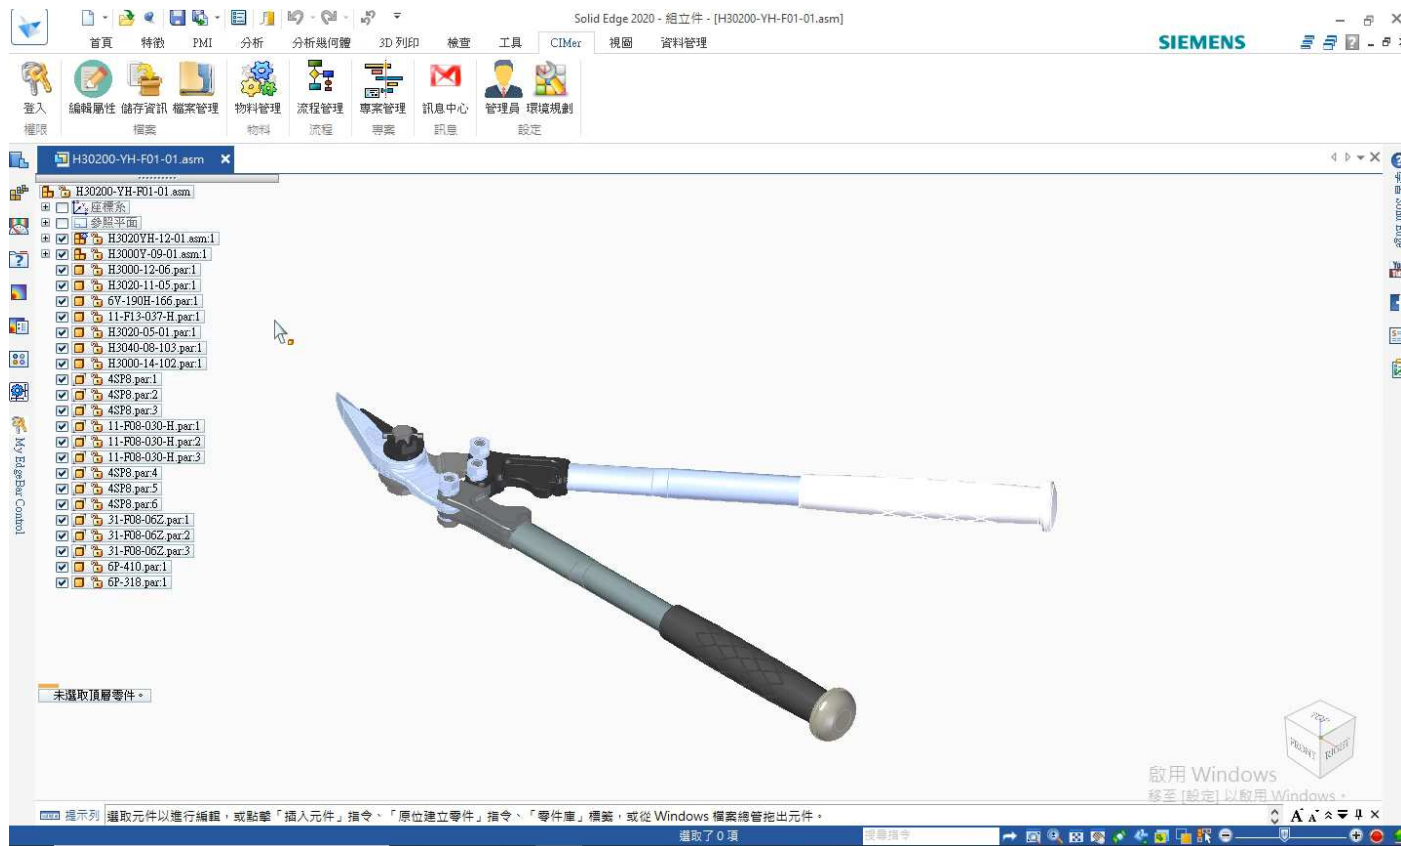 Solid Edge 2020 - 組立件 - [H30200-YH-F01-01.asm]
首頁 特徵 PMI 分析 分析幾何體 3D 列印 檢查 工具 CIMer 視圖 資料管理
SIEMENS
登入 編輯屬性 儲存資訊 檔案管理 物料管理 流程管理 專案管理 訊息中心 管理員 環境規劃
權限 檔案 物料 流程 專案 訊息 設定
H30200-YH-F01-01.asm
H30200-YH-F01-01.asm
座標系
參照平面
H3020YH-12-01.asm:1
H3000Y-09-01.asm:1
H3000-12-06.par:1
H3020-11-05.par:1
6V-190H-166.par:1
11-F13-037-H.par:1
H3020-05-01.par:1
H3040-08-103.par:1
H3000-14-102.par:1
4SP8.par:1
4SP8.par:2
4SP8.par:3
11-F08-030-H.par:1
11-F08-030-H.par:2
11-F08-030-H.par:3
4SP8.par:4
4SP8.par:5
4SP8.par:6
31-F08-06Z.par:1
31-F08-06Z.par:2
31-F08-06Z.par:3
6P-410.par:1
6P-318.par:1
My EdgeBar Control
未選取頂層零件。
TOP
FRONT RIGHT
啟用 Windows
移至 [設定] 以啟用 Windows。
提示列 選取元件以進行編輯，或點擊「插入元件」指令、「原位建立零件」指令、「零件庫」標籤，或從 Windows 檔案總管拖出元件。
選取了 0 項
搜尋指令